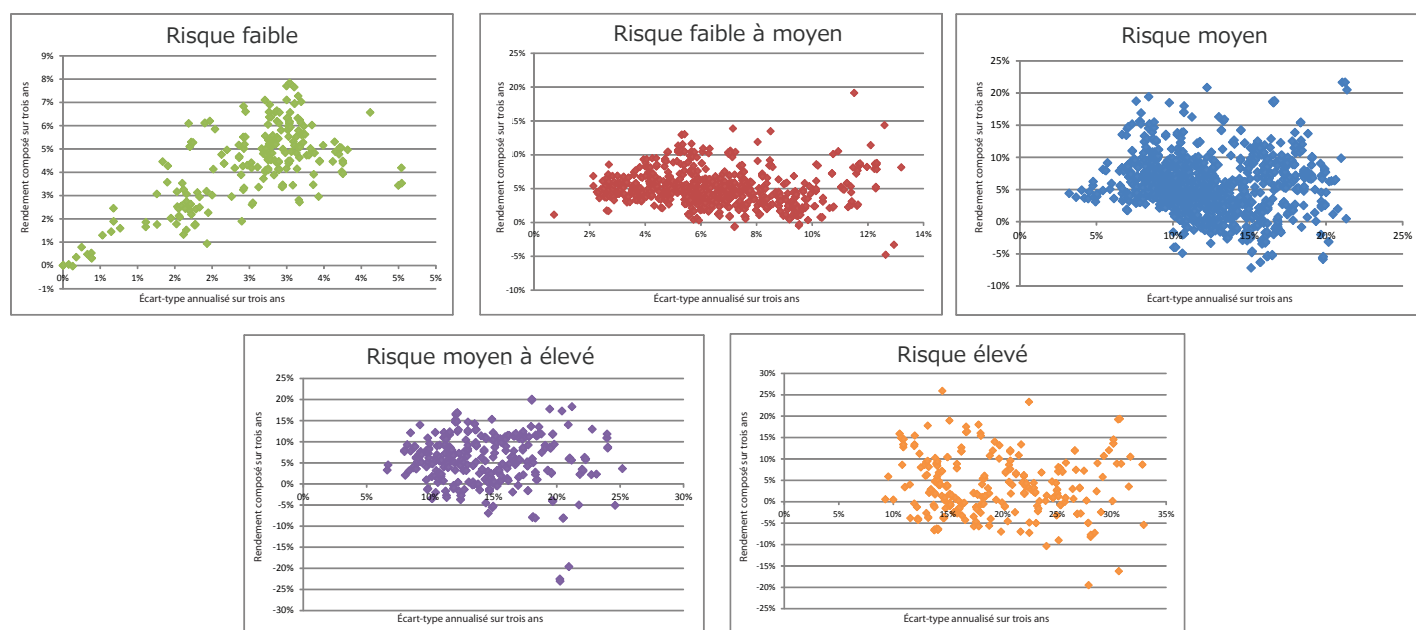 Risque faible
Rendement composé sur trois ans
9%
8%
7%
6%
5%
4%
3%
2%
1%
0%
-1%
0% 1% 1% 2% 2% 3% 3% 4% 4% 5% 5%
Écart-type annualisé sur trois ans
Risque faible à moyen
Rendement composé sur trois ans
25%
20%
15%
10%
5%
0%
-5%
-10%
0% 2% 4% 6% 8% 10% 12% 14%
Écart-type annualisé sur trois ans
Risque moyen
Rendement composé sur trois ans
25%
20%
15%
10%
5%
0%
-5%
-10%
0% 5% 10% 15% 20% 25%
Écart-type annualisé sur trois ans
Risque moyen à élevé
Rendement composé sur trois ans
25%
20%
15%
10%
5%
0%
-5%
-10%
-15%
-20%
-25%
-30%
0% 5% 10% 15% 20% 25% 30%
Écart-type annualisé sur trois ans
Risque élevé
Rendement composé sur trois ans
30%
25%
20%
15%
10%
5%
0%
-5%
-10%
-15%
-20%
-25%
0% 5% 10% 15% 20% 25% 30% 35%
Écart-type annualisé sur trois ans